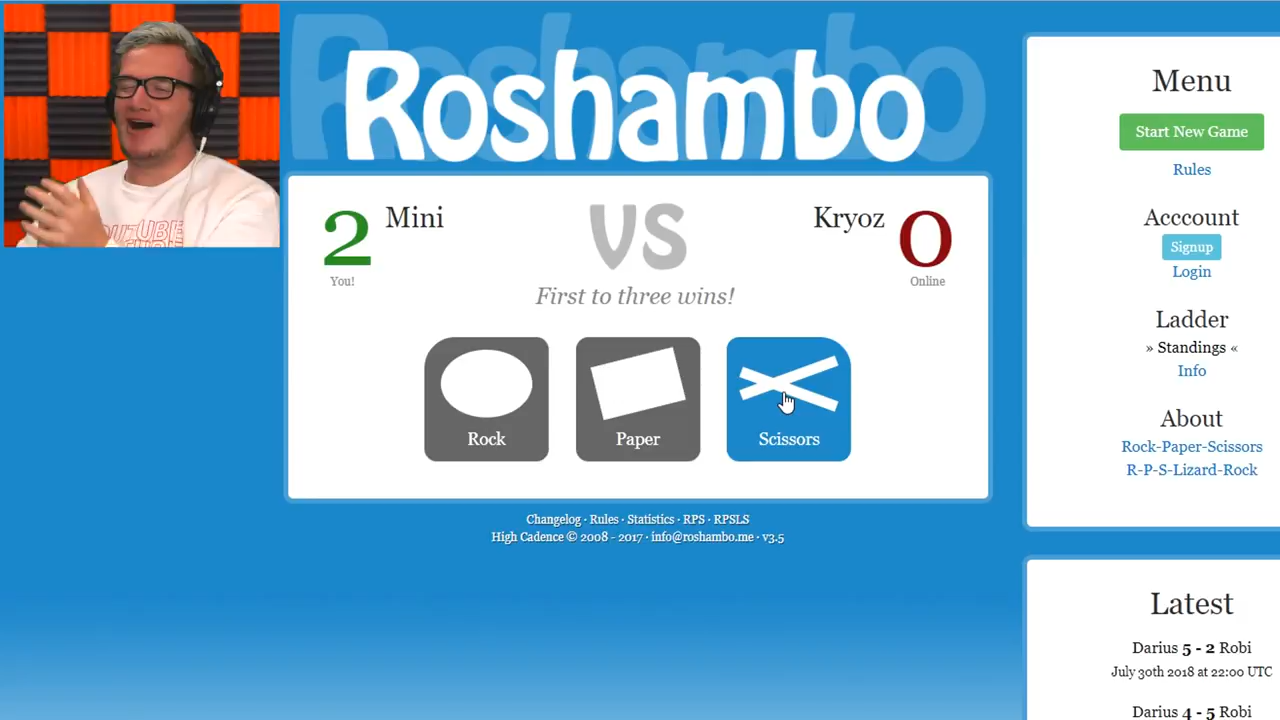 Roshambo
2 Mini VS Kryoz 0
You! Online
First to three wins!
Rock Paper Scissors
Changelog · Rules · Statistics · RPS · RPSLS
High Cadence © 2008 - 2017 · info@roshambo.me · v3.5
Menu
Start New Game
Rules
Acccount
Signup
Login
Ladder
» Standings «
Info
About
Rock-Paper-Scissors
R-P-S-Lizard-Rock
Latest
Darius 5 - 2 Robi
July 30th 2018 at 22:00 UTC
Darius 4 - 5 Robi